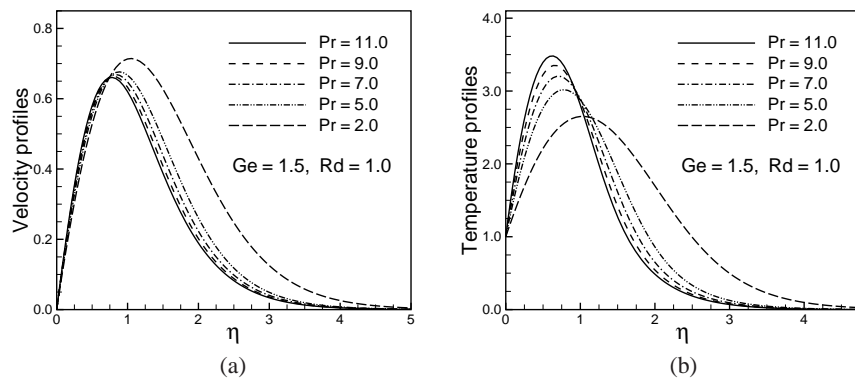 Velocity profiles
0.8
0.6
0.4
0.2
0.0
0 1 2 3 4 5
η
Pr = 11.0
Pr = 9.0
Pr = 7.0
Pr = 5.0
Pr = 2.0
Ge = 1.5, Rd = 1.0
(a)
Temperature profiles
4.0
3.0
2.0
1.0
0.0
0 1 2 3 4
η
Pr = 11.0
Pr = 9.0
Pr = 7.0
Pr = 5.0
Pr = 2.0
Ge = 1.5, Rd = 1.0
(b)